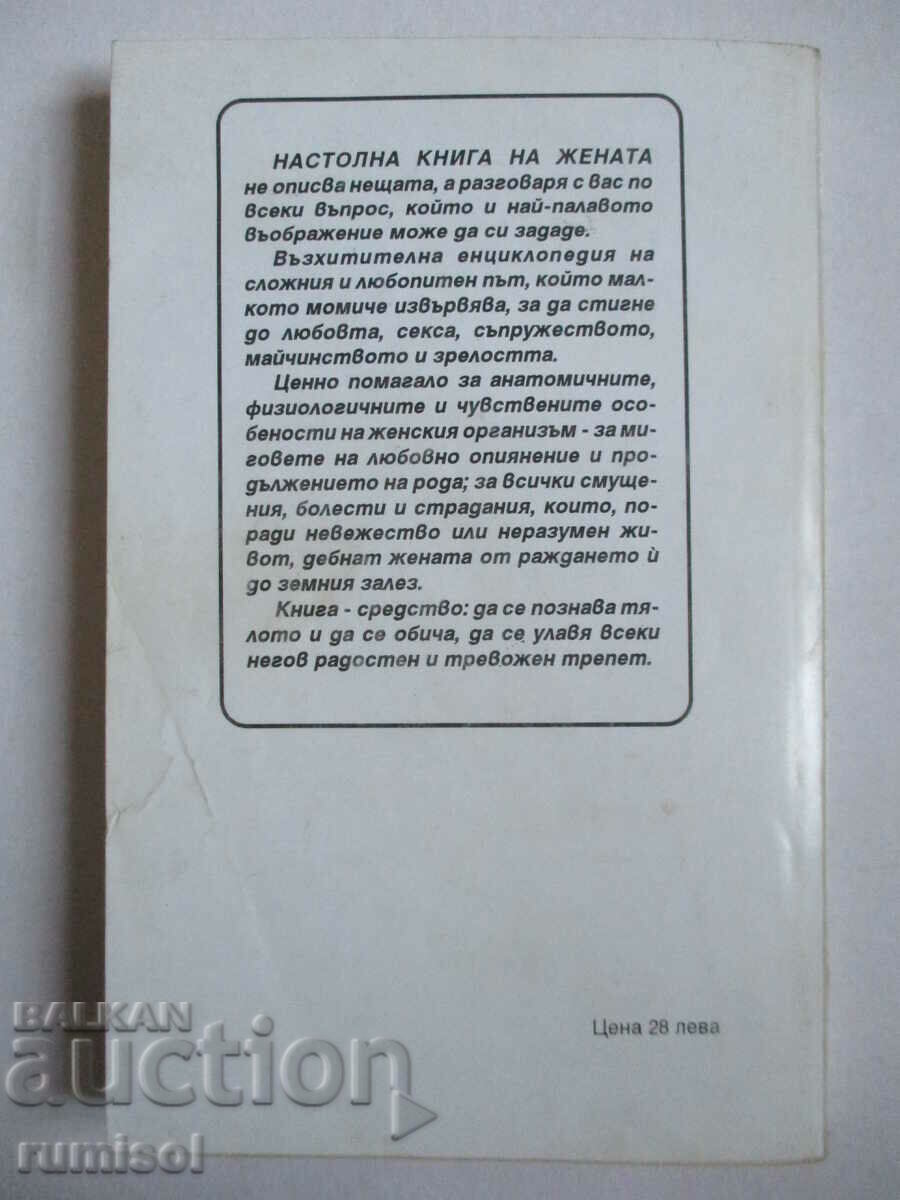 НАСТОЛНА КНИГА НА ЖЕНАТА
не описва нещата, а разговаря с вас по
всеки въпрос, който и най-палавото
въображение може да си зададе.
Възхитителна енциклопедия на
сложния и любопитен път, който мал-
кото момиче извървява, за да стигне
до любовта, секса, съпружеството,
майчинството и зрелостта.
Ценно помагало за анатомичните,
физиологичните и чувствените осо-
бености на женския организъм - за ми-
говете на любовно опиянение и про-
дължението на рода; за всички смуще-
ния, болести и страдания, които, по-
ради невежество или неразумен жи-
вот, дебнат жената от раждането ѝ
до земния залез.
Книга - средство: да се познава тя-
лото и да се обича, да се улавя всеки
негов радостен и тревожен трепет.
Цена 28 лева
BALKAN
auction
rumisol